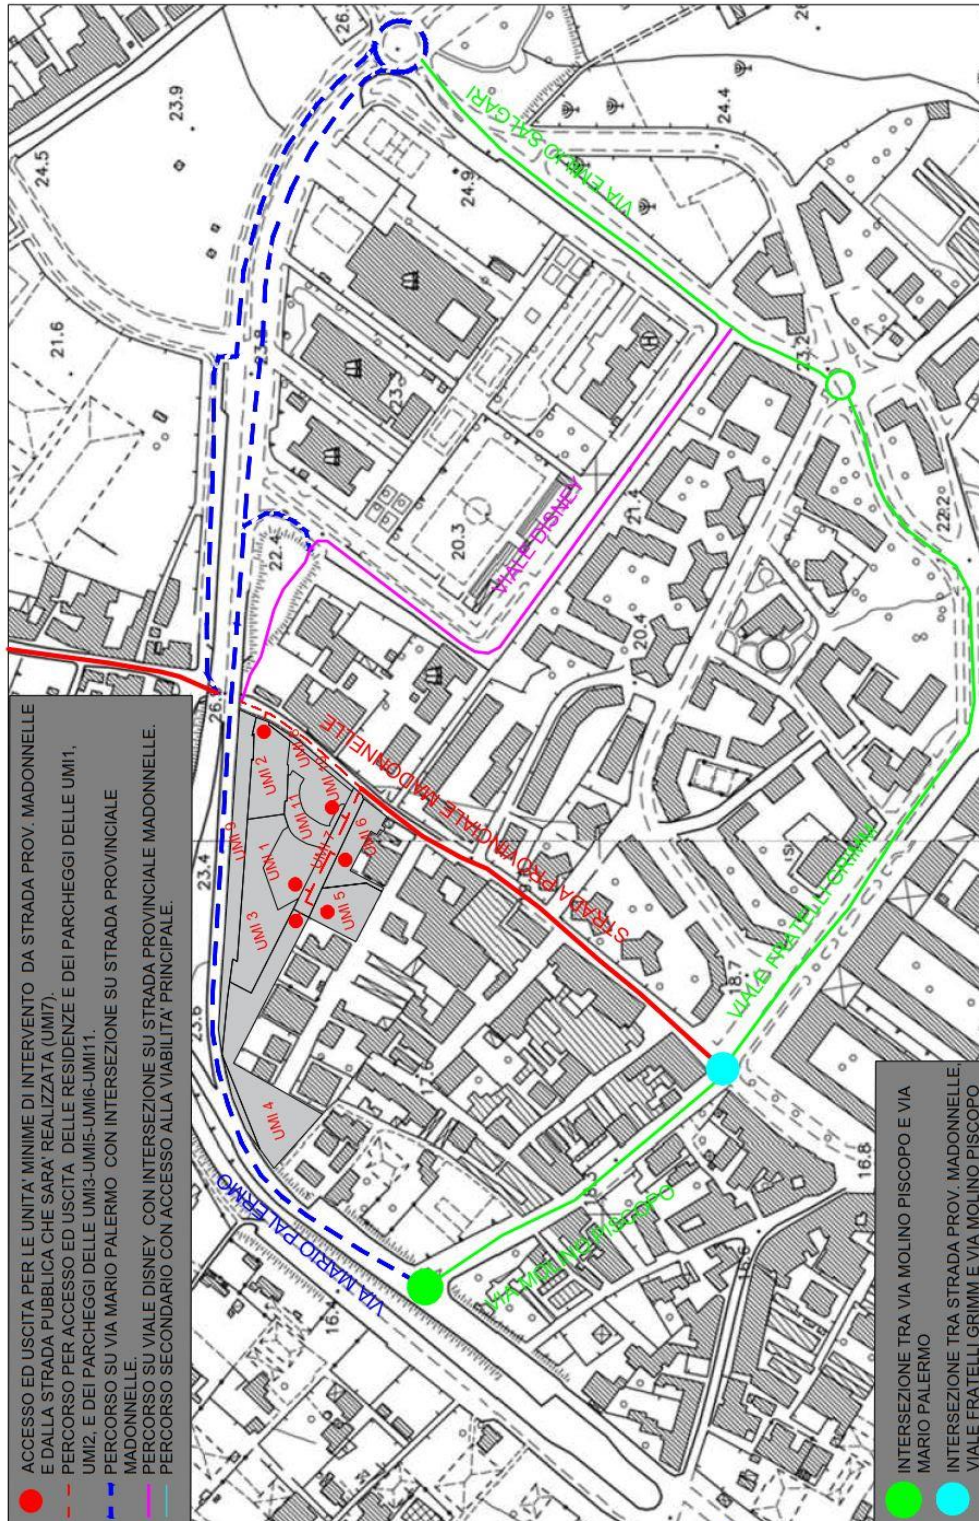 ACCESSO ED USCITA PER LE UNITA' MINIME DI INTERVENTO DA STRADA PROV. MADONNELLE
E DALLA STRADA PUBBLICA CHE SARA' REALIZZATA (UMI7).
PERCORSO PER ACCESSO ED USCITA DELLE RESIDENZE E DEI PARCHEGGI DELLE UMI1,
UMI2, E DEI PARCHEGGI DELLE UMI3-UMI5-UMI6-UMI11.
PERCORSO SU VIA MARIO PALERMO CON INTERSEZIONE SU STRADA PROVINCIALE
MADONNELLE.
PERCORSO SU VIALE DISNEY CON INTERSEZIONE SU STRADA PROVINCIALE MADONNELLE.
PERCORSO SECONDARIO CON ACCESSO ALLA VIABILITA' PRINCIPALE.
INTERSEZIONE TRA VIA MOLINO PISCOPO E VIA
MARIO PALERMO
INTERSEZIONE TRA STRADA PROV. MADONNELLE,
VIALE FRATELLI GRIMM E VIA MOLINO PISCOPO
VIA MARIO PALERMO
VIA MOLINO PISCOPO
STRADA PROVINCIALE MADONNELLE
VIALE FRATELLI GRIMM
VIALE DISNEY
VIA EMILIO SALGARI
UMI 4
UMI 3
UMI 9
UMI 1
UMI 2
UMI 11
UMI 7
UMI 5
UMI 6
16.4
23.6
23.4
21.6
24.5
23.9
24.9
24.4
22.4
20.3
21.4
20.4
23.2
22.2
18.7
16.8